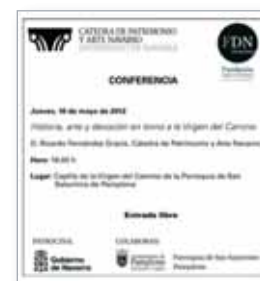 CÁTEDRA DE PATRIMONIO
Y ARTE NAVARRO
FDN
CONFERENCIA
Jueves, 10 de mayo de 2012
Historia, arte y devoción en torno a la Virgen del Camino
D. Ricardo Fernández Gracia, Cátedra de Patrimonio y Arte Navarro
Hora:
Lugar: Capilla de la Virgen del Camino de la Parroquia de San
Saturnino de Pamplona
Entrada libre
PATROCINA
COLABORAN
Gobierno
de Navarra
Pamplona
Parroquia de San Saturnino
Pamplona